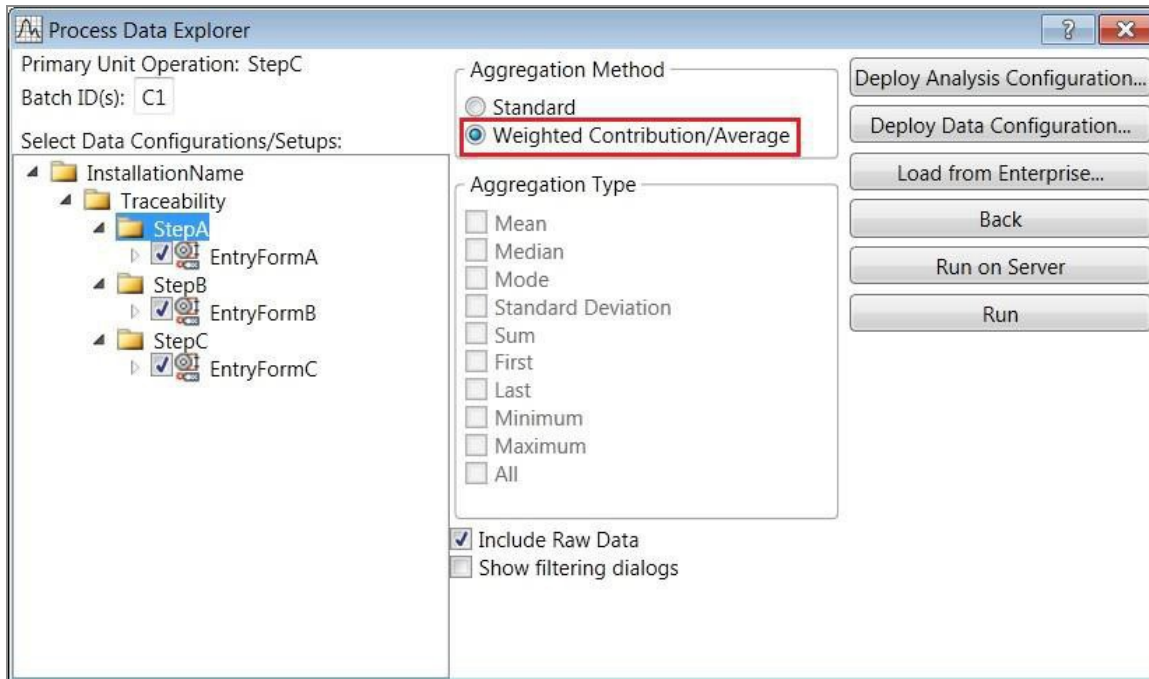 Process Data Explorer
Primary Unit Operation: StepC
Batch ID(s): C1
Select Data Configurations/Setups:
InstallationName
Traceability
StepA
EntryFormA
StepB
EntryFormB
StepC
EntryFormC
Aggregation Method
Standard
Weighted Contribution/Average
Aggregation Type
Mean
Median
Mode
Standard Deviation
Sum
First
Last
Minimum
Maximum
All
Include Raw Data
Show filtering dialogs
Deploy Analysis Configuration...
Deploy Data Configuration...
Load from Enterprise...
Back
Run on Server
Run